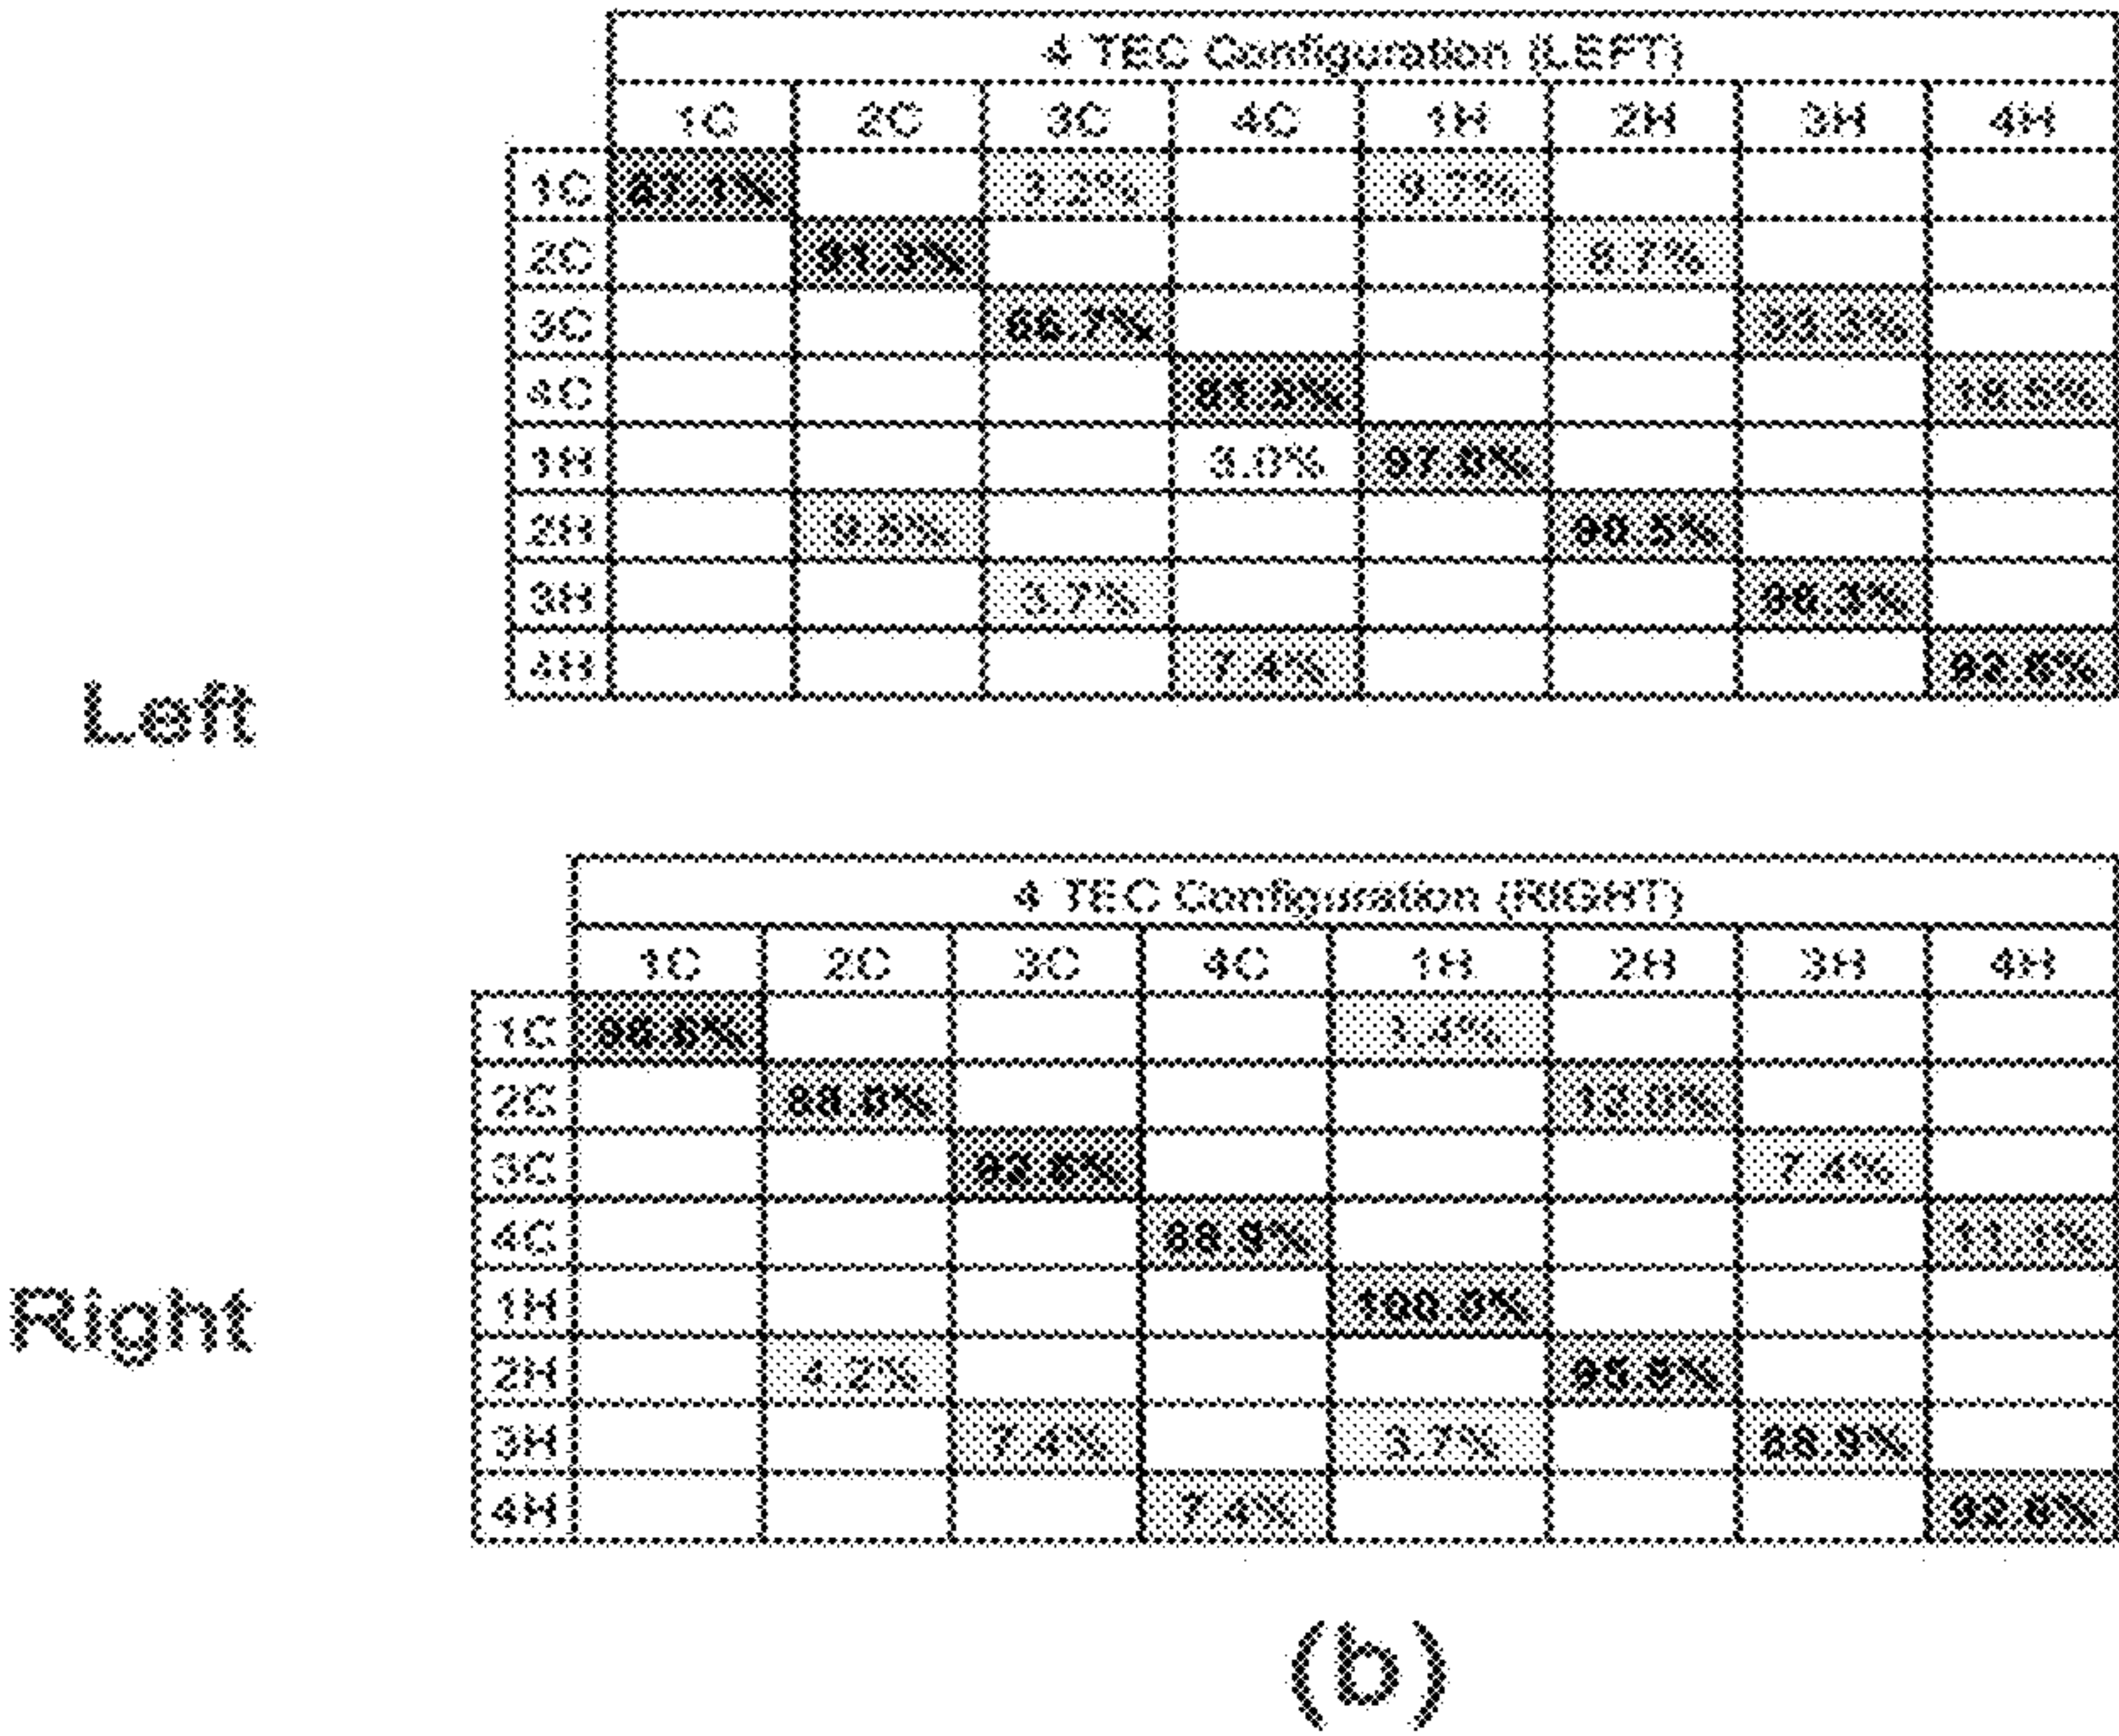 4 TEC Configuration (LEFT)
1C 2C 3C 4C 1H 2H 3H 4H
1C 87.1% 3.2% 9.7%
2C 91.3% 8.7%
3C 66.7% 33.3%
4C 81.5% 18.5%
1H 3.0% 97.0%
2H 9.5% 90.5%
3H 3.7% 96.3%
4H 7.4% 92.6%
Left
4 TEC Configuration (RIGHT)
1C 2C 3C 4C 1H 2H 3H 4H
1C 1.4%
2C
3C 92.6% 7.4%
4C 88.9% 11.1%
1H 100.0%
2H 4.2% 95.8%
3H 7.4% 3.7% 88.9%
4H 7.4% 92.6%
Right
(b)